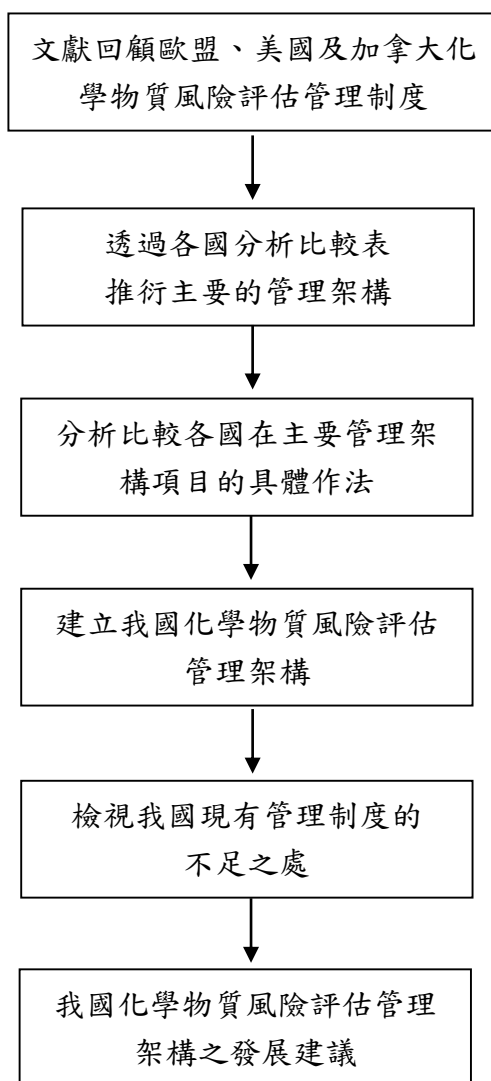 文獻回顧歐盟、美國及加拿大化
學物質風險評估管理制度
透過各國分析比較表
推衍主要的管理架構
分析比較各國在主要管理架
構項目的具體作法
建立我國化學物質風險評估
管理架構
檢視我國現有管理制度的
不足之處
我國化學物質風險評估管理
架構之發展建議